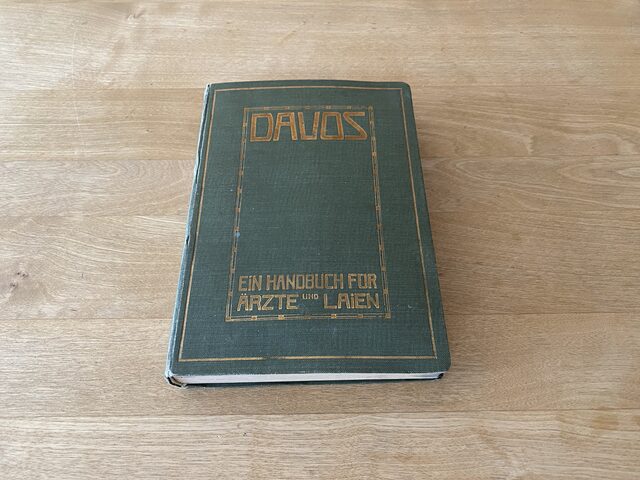 DAVOS
EIN HANDBUCH FÜR
ÄRZTE UND LAIEN